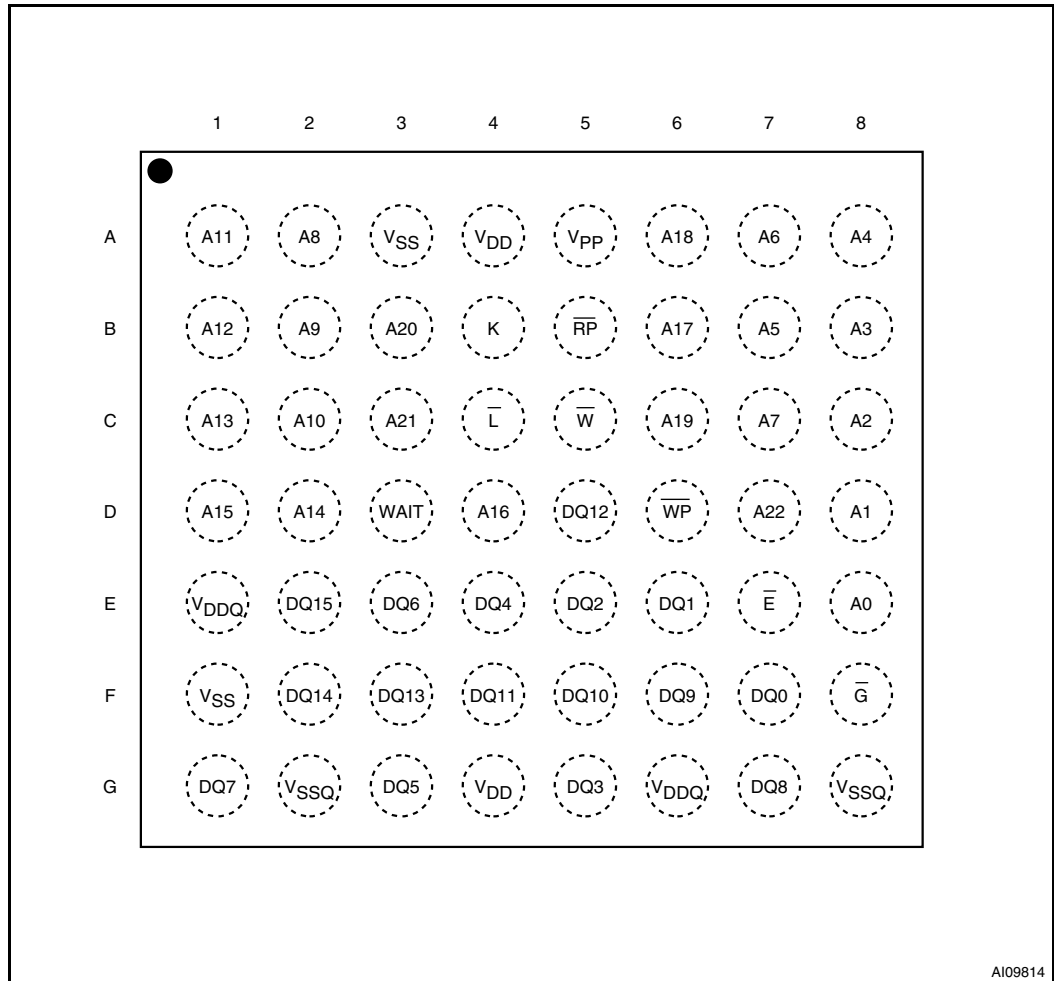 1 2 3 4 5 6 7 8
A A11 A8 VSS VDD VPP A18 A6 A4
B A12 A9 A20 K R̅P̅ A17 A5 A3
C A13 A10 A21 L̅ W̅ A19 A7 A2
D A15 A14 WAIT A16 DQ12 W̅P̅ A22 A1
E VDDQ DQ15 DQ6 DQ4 DQ2 DQ1 E̅ A0
F VSS DQ14 DQ13 DQ11 DQ10 DQ9 DQ0 G̅
G DQ7 VSSQ DQ5 VDD DQ3 VDDQ DQ8 VSSQ
AI09814